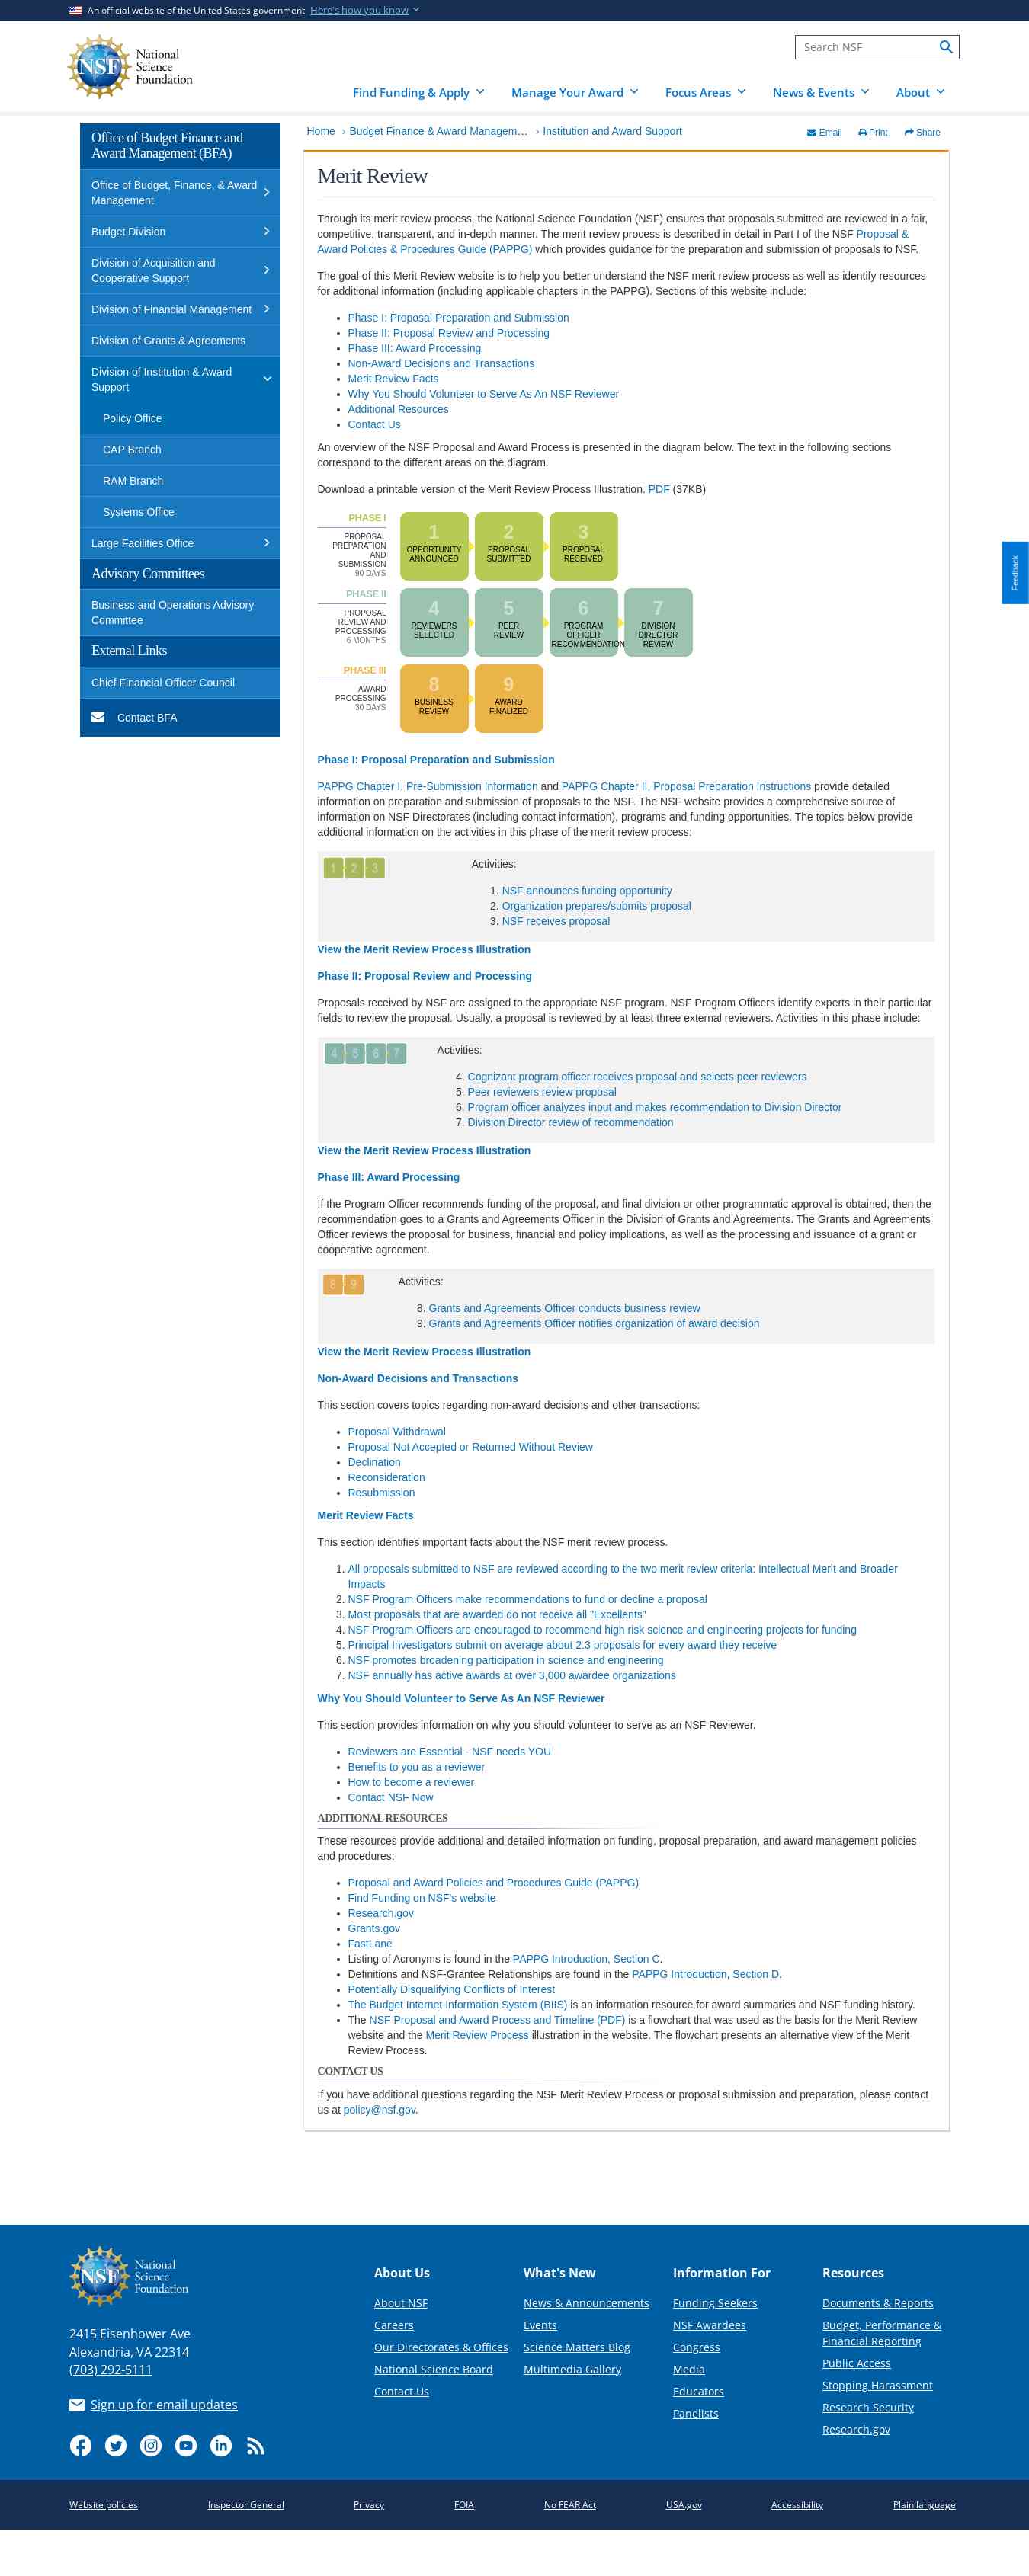 An official website of the United States government Here's how you know
National
Science
Foundation
NSF
Search NSF
Find Funding & Apply
Manage Your Award
Focus Areas
News & Events
About
Office of Budget Finance and
Award Management (BFA)
Office of Budget, Finance, & Award
Management
Budget Division
Division of Acquisition and
Cooperative Support
Division of Financial Management
Division of Grants & Agreements
Division of Institution & Award
Support
Policy Office
CAP Branch
RAM Branch
Systems Office
Large Facilities Office
Advisory Committees
Business and Operations Advisory
Committee
External Links
Chief Financial Officer Council
Contact BFA
Home › Budget Finance & Award Managem... › Institution and Award Support
Email
Print
Share
Merit Review
Through its merit review process, the National Science Foundation (NSF) ensures that proposals submitted are reviewed in a fair,
competitive, transparent, and in-depth manner. The merit review process is described in detail in Part I of the NSF Proposal &
Award Policies & Procedures Guide (PAPPG) which provides guidance for the preparation and submission of proposals to NSF.
The goal of this Merit Review website is to help you better understand the NSF merit review process as well as identify resources
for additional information (including applicable chapters in the PAPPG). Sections of this website include:
• Phase I: Proposal Preparation and Submission
• Phase II: Proposal Review and Processing
• Phase III: Award Processing
• Non-Award Decisions and Transactions
• Merit Review Facts
• Why You Should Volunteer to Serve As An NSF Reviewer
• Additional Resources
• Contact Us
An overview of the NSF Proposal and Award Process is presented in the diagram below. The text in the following sections
correspond to the different areas on the diagram.
Download a printable version of the Merit Review Process Illustration. PDF (37KB)
PHASE I
PROPOSAL
PREPARATION
AND
SUBMISSION
90 DAYS
1
OPPORTUNITY
ANNOUNCED
2
PROPOSAL
SUBMITTED
3
PROPOSAL
RECEIVED
PHASE II
PROPOSAL
REVIEW AND
PROCESSING
6 MONTHS
4
REVIEWERS
SELECTED
5
PEER
REVIEW
6
PROGRAM
OFFICER
RECOMMENDATION
7
DIVISION
DIRECTOR
REVIEW
PHASE III
AWARD
PROCESSING
30 DAYS
8
BUSINESS
REVIEW
9
AWARD
FINALIZED
Feedback
Phase I: Proposal Preparation and Submission
PAPPG Chapter I. Pre-Submission Information and PAPPG Chapter II, Proposal Preparation Instructions provide detailed
information on preparation and submission of proposals to the NSF. The NSF website provides a comprehensive source of
information on NSF Directorates (including contact information), programs and funding opportunities. The topics below provide
additional information on the activities in this phase of the merit review process:
1 2 3
Activities:
1. NSF announces funding opportunity
2. Organization prepares/submits proposal
3. NSF receives proposal
View the Merit Review Process Illustration
Phase II: Proposal Review and Processing
Proposals received by NSF are assigned to the appropriate NSF program. NSF Program Officers identify experts in their particular
fields to review the proposal. Usually, a proposal is reviewed by at least three external reviewers. Activities in this phase include:
4 5 6 7
Activities:
4. Cognizant program officer receives proposal and selects peer reviewers
5. Peer reviewers review proposal
6. Program officer analyzes input and makes recommendation to Division Director
7. Division Director review of recommendation
View the Merit Review Process Illustration
Phase III: Award Processing
If the Program Officer recommends funding of the proposal, and final division or other programmatic approval is obtained, then the
recommendation goes to a Grants and Agreements Officer in the Division of Grants and Agreements. The Grants and Agreements
Officer reviews the proposal for business, financial and policy implications, as well as the processing and issuance of a grant or
cooperative agreement.
8 9
Activities:
8. Grants and Agreements Officer conducts business review
9. Grants and Agreements Officer notifies organization of award decision
View the Merit Review Process Illustration
Non-Award Decisions and Transactions
This section covers topics regarding non-award decisions and other transactions:
• Proposal Withdrawal
• Proposal Not Accepted or Returned Without Review
• Declination
• Reconsideration
• Resubmission
Merit Review Facts
This section identifies important facts about the NSF merit review process.
1. All proposals submitted to NSF are reviewed according to the two merit review criteria: Intellectual Merit and Broader
Impacts
2. NSF Program Officers make recommendations to fund or decline a proposal
3. Most proposals that are awarded do not receive all "Excellents"
4. NSF Program Officers are encouraged to recommend high risk science and engineering projects for funding
5. Principal Investigators submit on average about 2.3 proposals for every award they receive
6. NSF promotes broadening participation in science and engineering
7. NSF annually has active awards at over 3,000 awardee organizations
Why You Should Volunteer to Serve As An NSF Reviewer
This section provides information on why you should volunteer to serve as an NSF Reviewer.
• Reviewers are Essential - NSF needs YOU
• Benefits to you as a reviewer
• How to become a reviewer
• Contact NSF Now
ADDITIONAL RESOURCES
These resources provide additional and detailed information on funding, proposal preparation, and award management policies
and procedures:
• Proposal and Award Policies and Procedures Guide (PAPPG)
• Find Funding on NSF's website
• Research.gov
• Grants.gov
• FastLane
• Listing of Acronyms is found in the PAPPG Introduction, Section C.
• Definitions and NSF-Grantee Relationships are found in the PAPPG Introduction, Section D.
• Potentially Disqualifying Conflicts of Interest
• The Budget Internet Information System (BIIS) is an information resource for award summaries and NSF funding history.
• The NSF Proposal and Award Process and Timeline (PDF) is a flowchart that was used as the basis for the Merit Review
website and the Merit Review Process illustration in the website. The flowchart presents an alternative view of the Merit
Review Process.
CONTACT US
If you have additional questions regarding the NSF Merit Review Process or proposal submission and preparation, please contact
us at policy@nsf.gov.
NSF
National
Science
Foundation
2415 Eisenhower Ave
Alexandria, VA 22314
(703) 292-5111
Sign up for email updates
About Us
About NSF
Careers
Our Directorates & Offices
National Science Board
Contact Us
What's New
News & Announcements
Events
Science Matters Blog
Multimedia Gallery
Information For
Funding Seekers
NSF Awardees
Congress
Media
Educators
Panelists
Resources
Documents & Reports
Budget, Performance &
Financial Reporting
Public Access
Stopping Harassment
Research Security
Research.gov
Website policies
Inspector General
Privacy
FOIA
No FEAR Act
USA.gov
Accessibility
Plain language